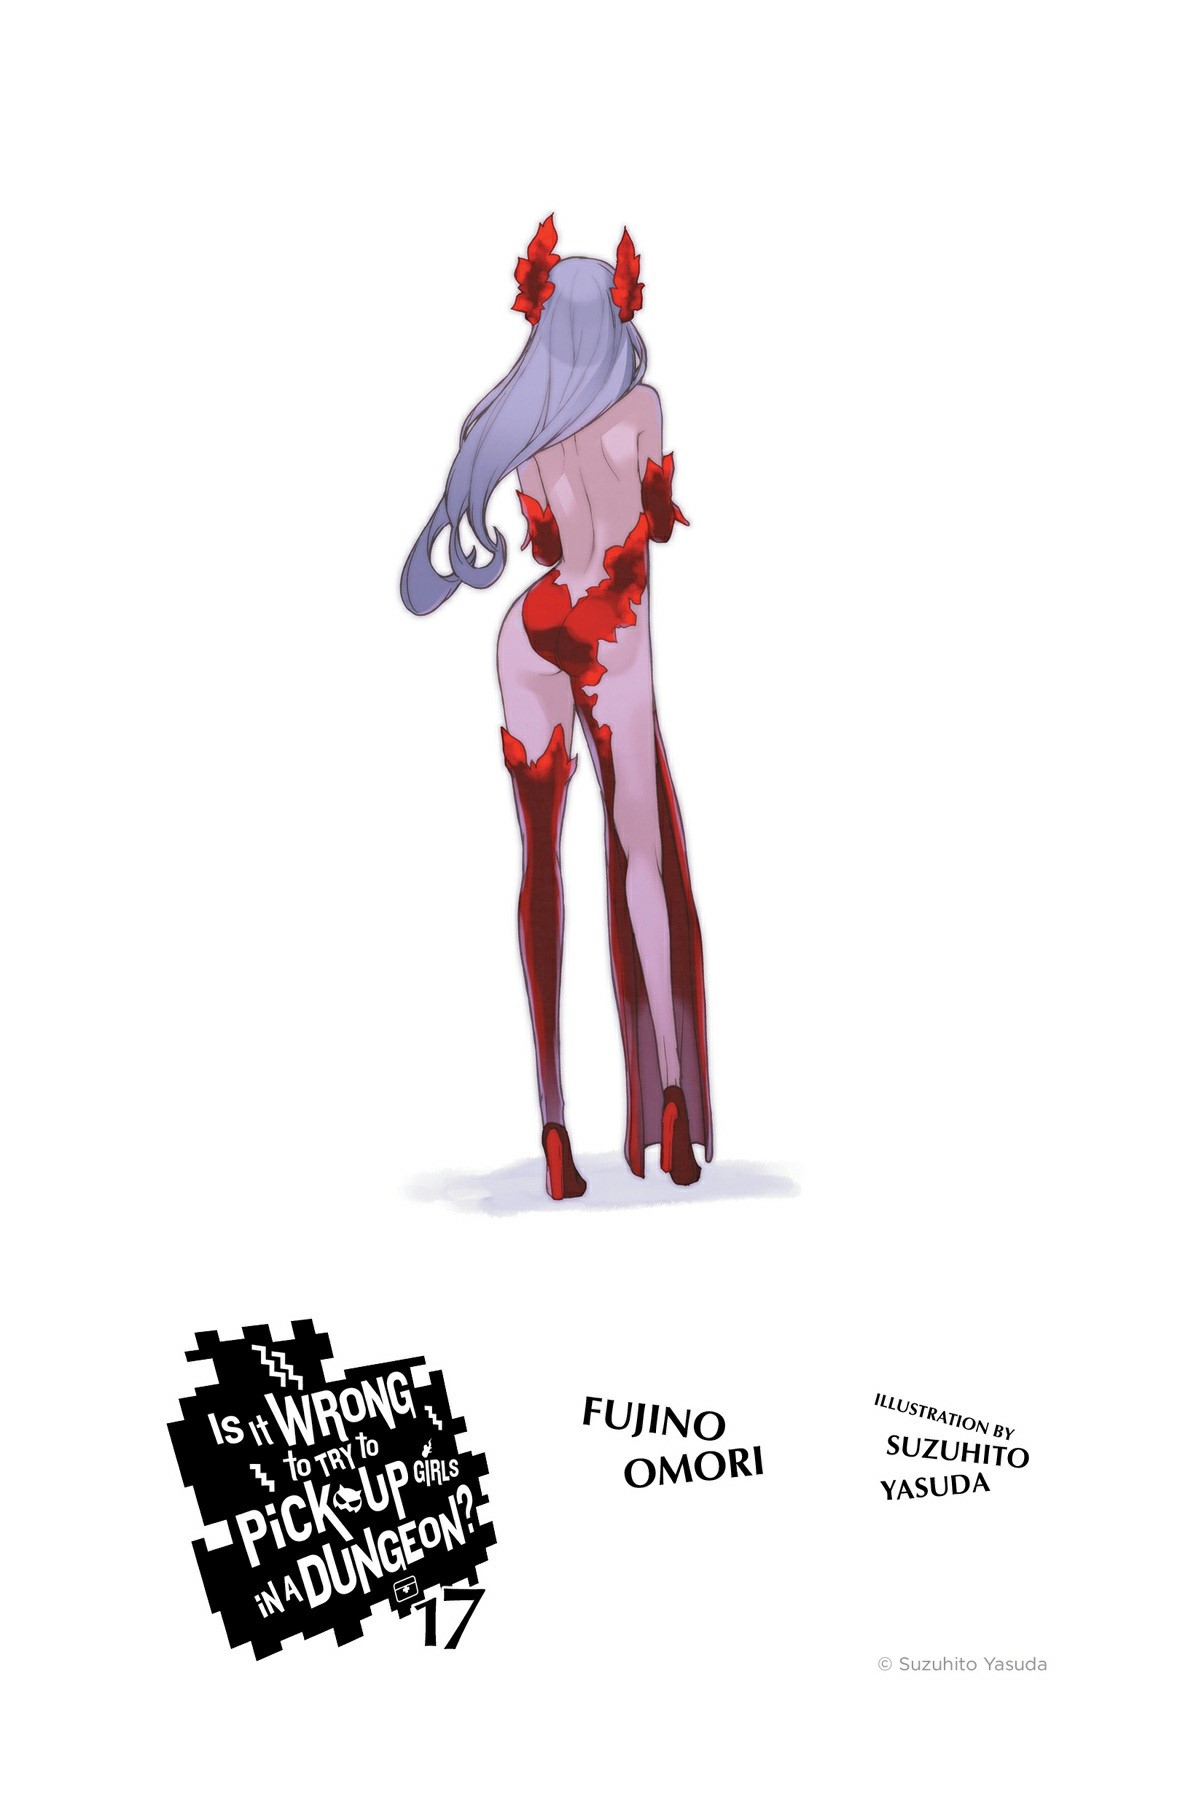 IS It WRONG
to TRY to
PiCK UP GIRLS
iN A DUNGEON!?
17
FUJINO
OMORI
ILLUSTRATION BY
SUZUHITO
YASUDA
© Suzuhito Yasuda